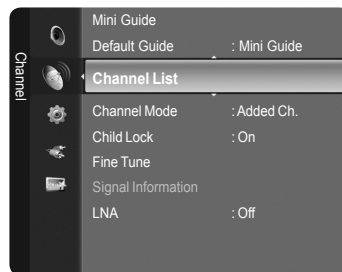 Channel
Mini Guide
Default Guide : Mini Guide
Channel List
Channel Mode : Added Ch.
Child Lock : On
Fine Tune
Signal Information
LNA : Off